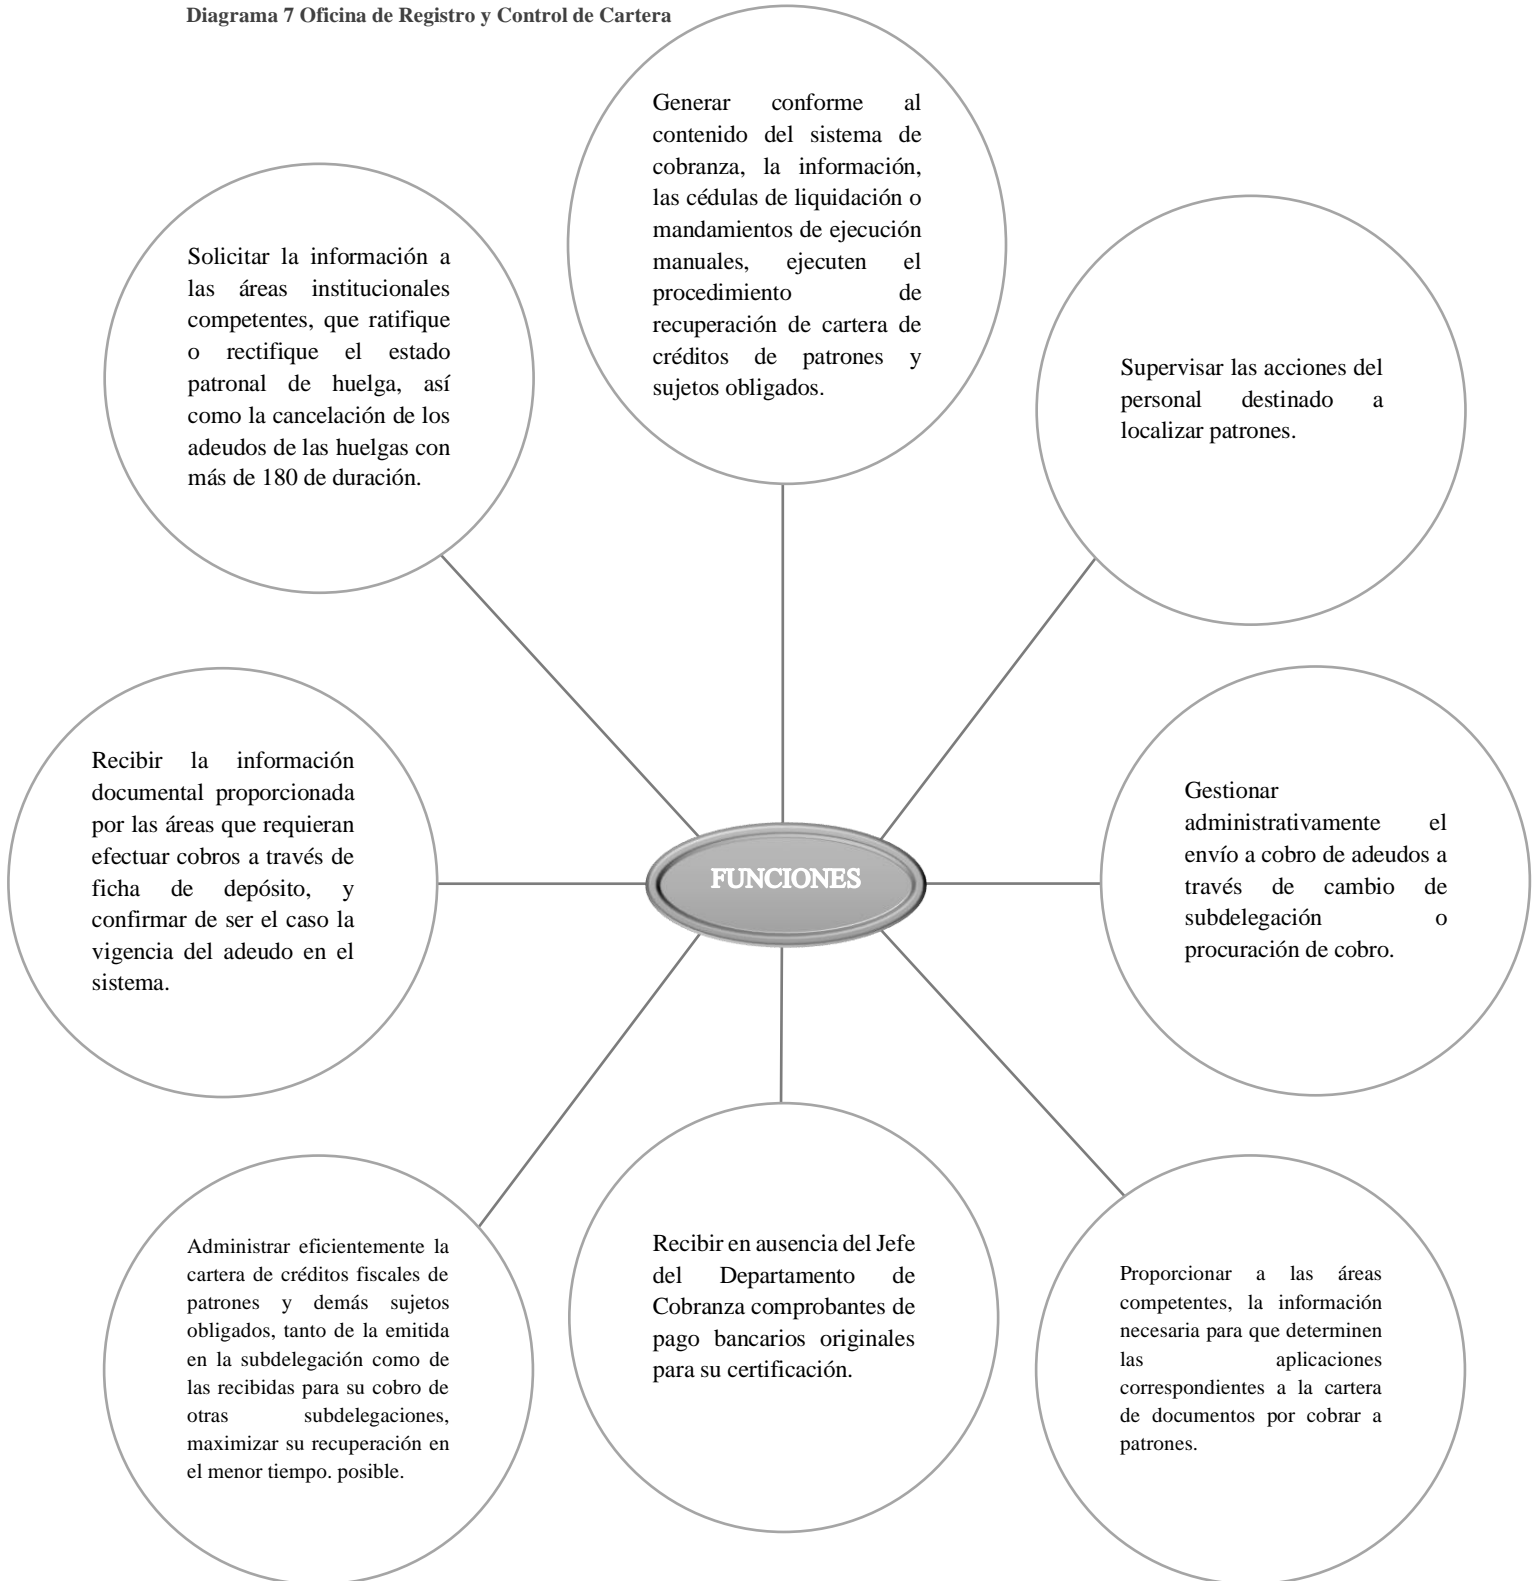 Diagrama 7 Oficina de Registro y Control de Cartera
Generar conforme al
contenido del sistema de
cobranza, la información,
las cédulas de liquidación o
mandamientos de ejecución
manuales, ejecuten el
procedimiento de
recuperación de cartera de
créditos de patrones y
sujetos obligados.
Solicitar la información a
las áreas institucionales
competentes, que ratifique
o rectifique el estado
patronal de huelga, así
como la cancelación de los
adeudos de las huelgas con
más de 180 de duración.
Supervisar las acciones del
personal destinado a
localizar patrones.
Recibir la información
documental proporcionada
por las áreas que requieran
efectuar cobros a través de
ficha de depósito, y
confirmar de ser el caso la
vigencia del adeudo en el
sistema.
FUNCIONES
Gestionar
administrativamente el
envío a cobro de adeudos a
través de cambio de
subdelegación o
procuración de cobro.
Administrar eficientemente la
cartera de créditos fiscales de
patrones y demás sujetos
obligados, tanto de la emitida
en la subdelegación como de
las recibidas para su cobro de
otras subdelegaciones,
maximizar su recuperación en
el menor tiempo. posible.
Recibir en ausencia del Jefe
del Departamento de
Cobranza comprobantes de
pago bancarios originales
para su certificación.
Proporcionar a las áreas
competentes, la información
necesaria para que determinen
las aplicaciones
correspondientes a la cartera
de documentos por cobrar a
patrones.